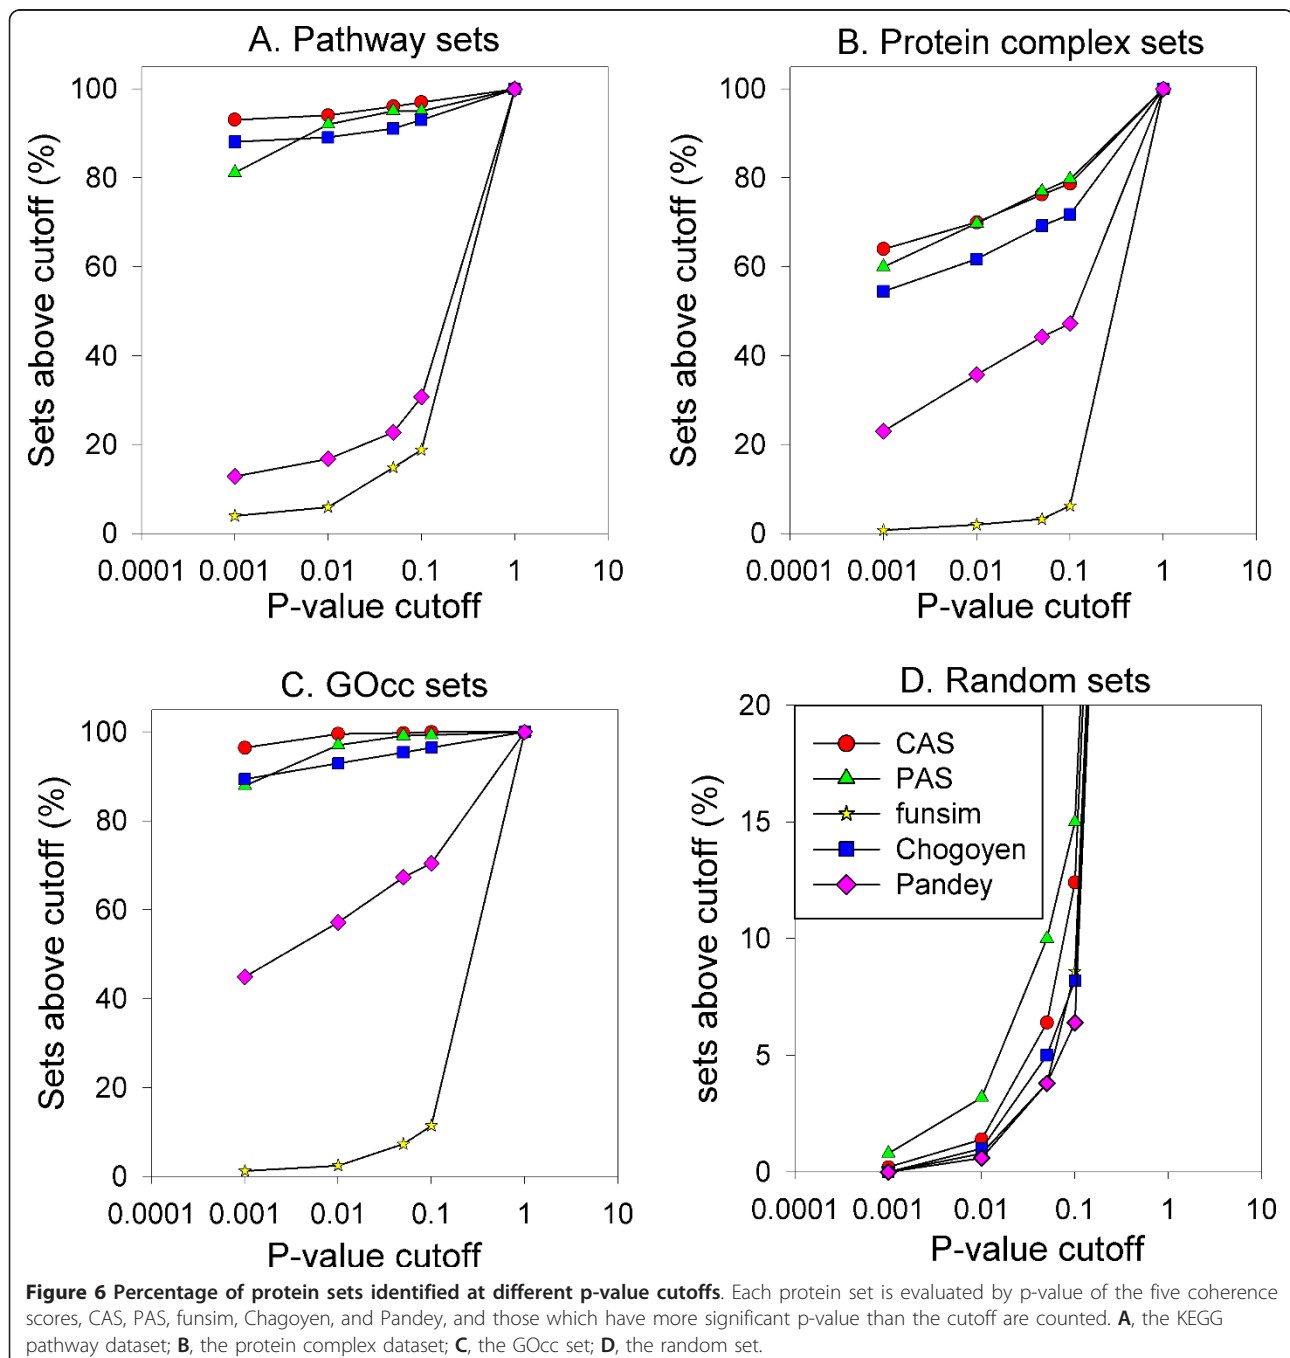 A. Pathway sets
Sets above cutoff (%)
100
80
60
40
20
0
0.0001 0.001 0.01 0.1 1 10
P-value cutoff
B. Protein complex sets
Sets above cutoff (%)
100
80
60
40
20
0
0.0001 0.001 0.01 0.1 1 10
P-value cutoff
C. GOcc sets
Sets above cutoff (%)
100
80
60
40
20
0
0.0001 0.001 0.01 0.1 1 10
P-value cutoff
D. Random sets
sets above cutoff (%)
20
15
10
5
0
CAS
PAS
funsim
Chogoyen
Pandey
0.0001 0.001 0.01 0.1 1 10
P-value cutoff
Figure 6 Percentage of protein sets identified at different p-value cutoffs. Each protein set is evaluated by p-value of the five coherence
scores, CAS, PAS, funsim, Chagoyen, and Pandey, and those which have more significant p-value than the cutoff are counted. A, the KEGG
pathway dataset; B, the protein complex dataset; C, the GOcc set; D, the random set.